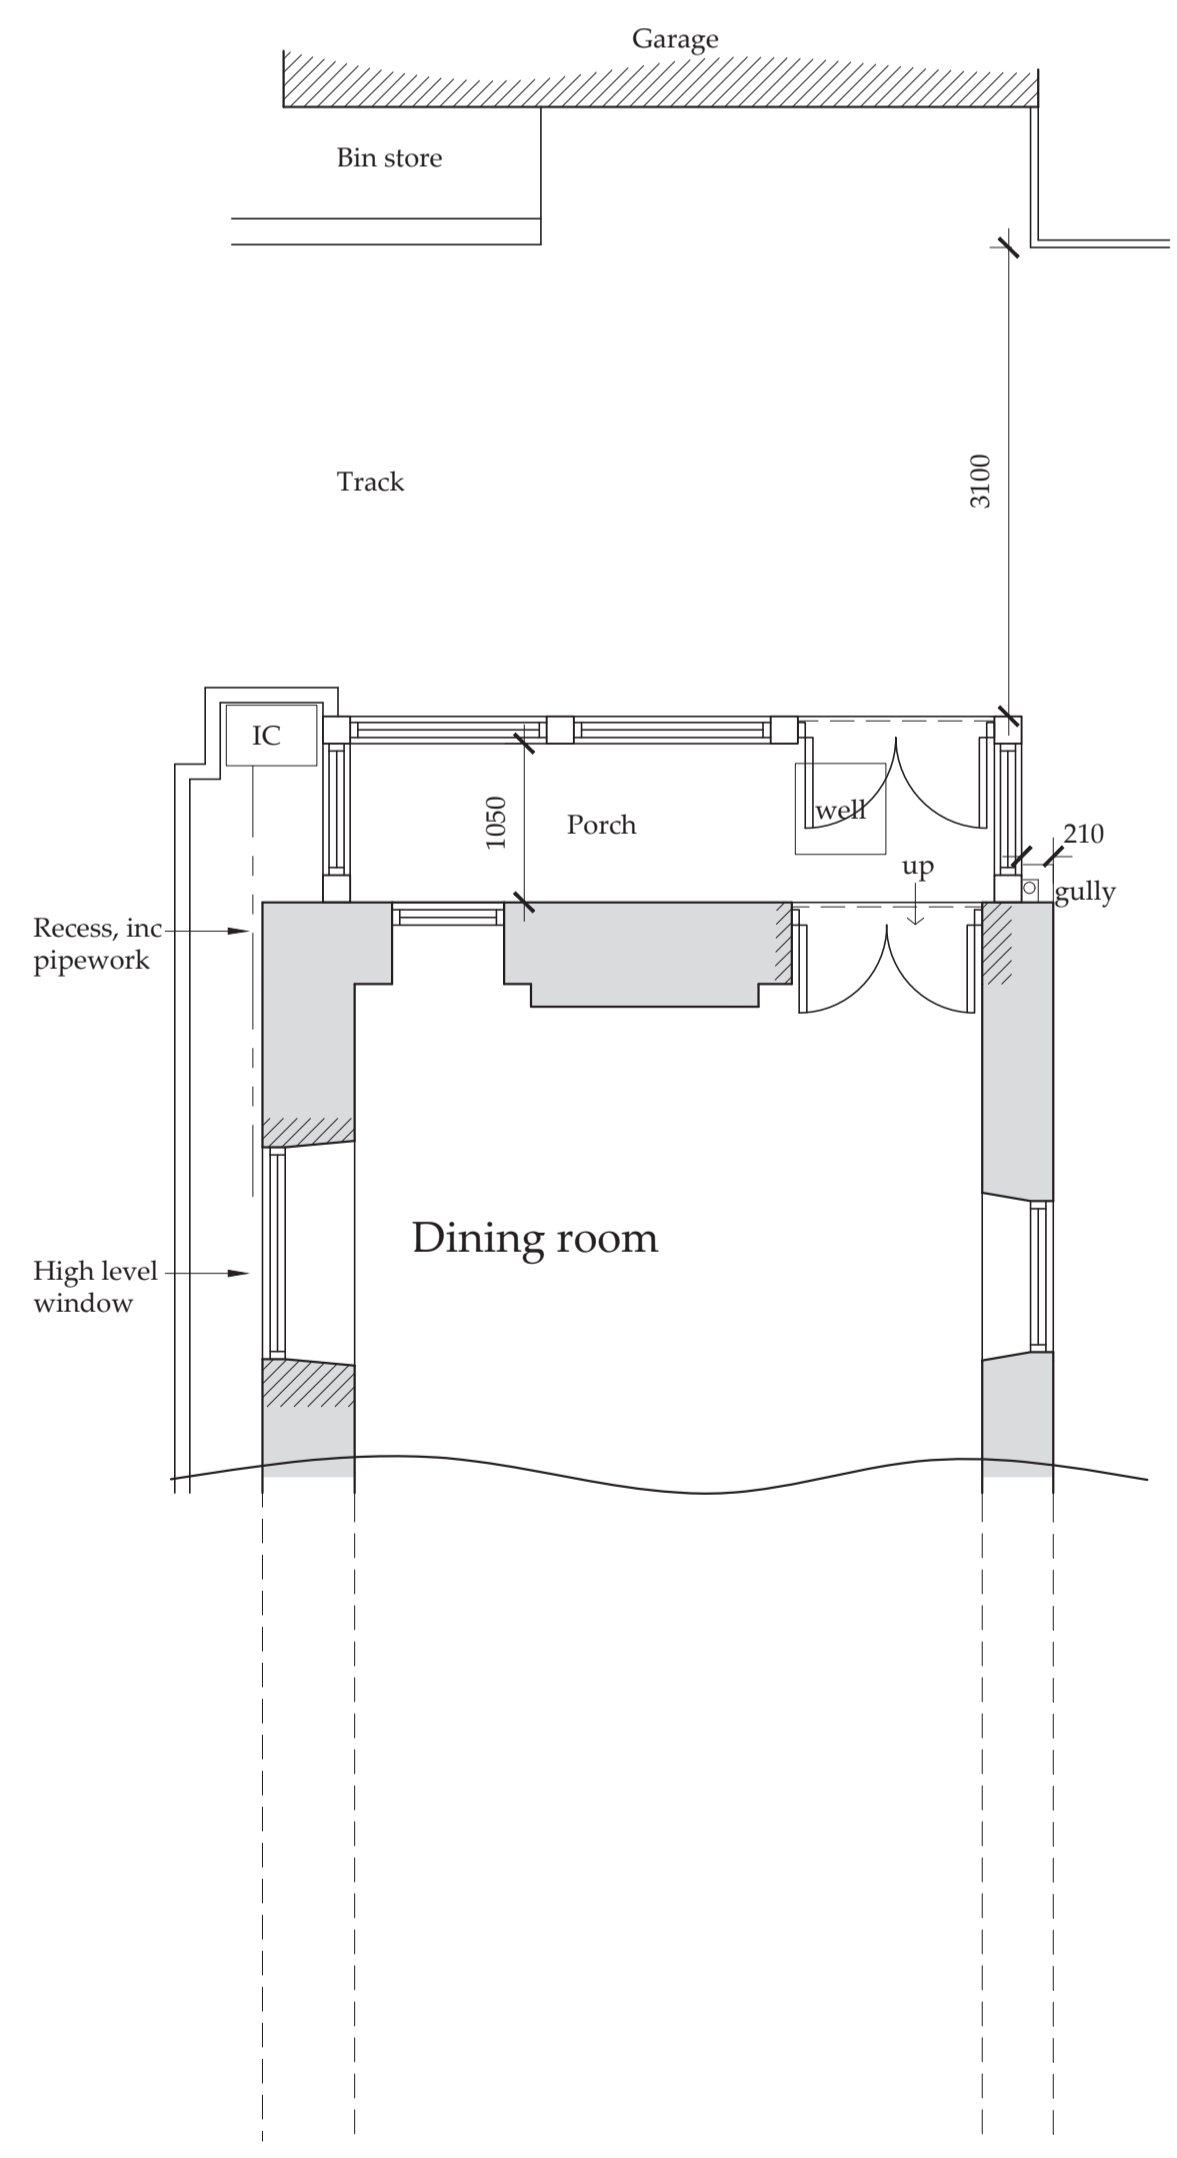 Garage
Bin store
Track
3100
IC
1050
Porch
well
210
up
gully
Recess, inc
pipework
Dining room
High level
window